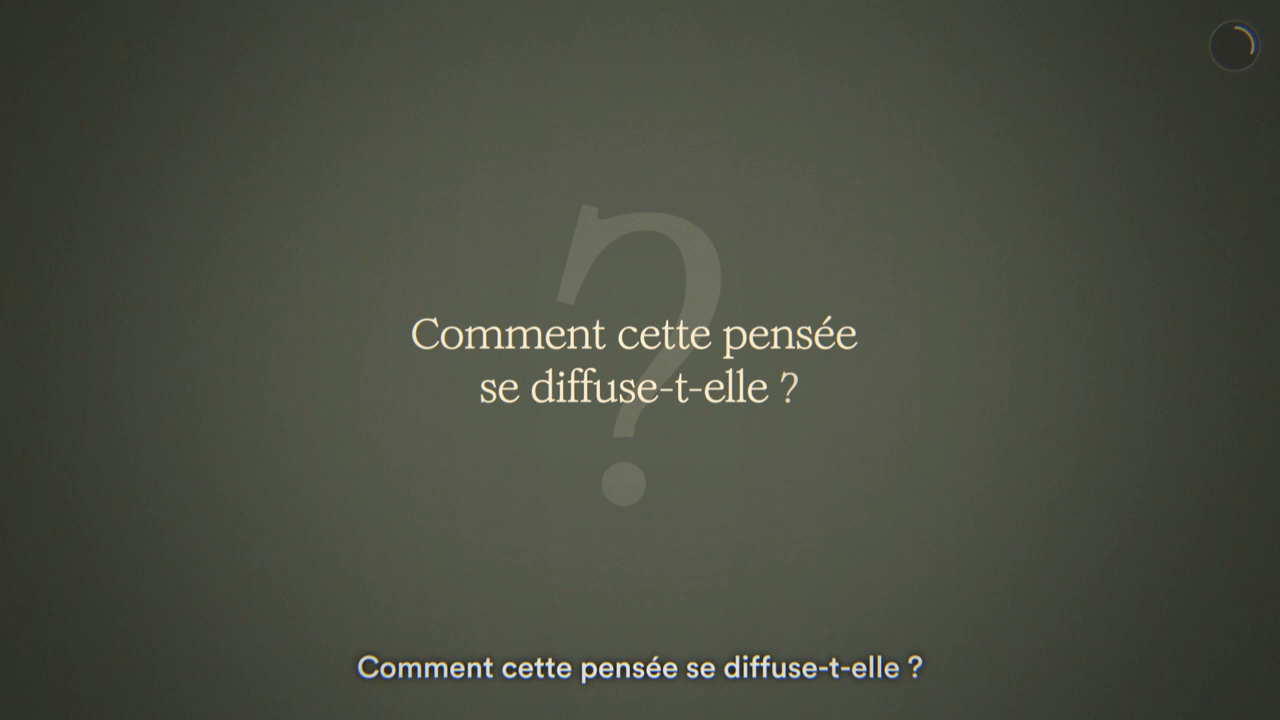 Comment cette pensée
se diffuse-t-elle ?
Comment cette pensée se diffuse-t-elle ?